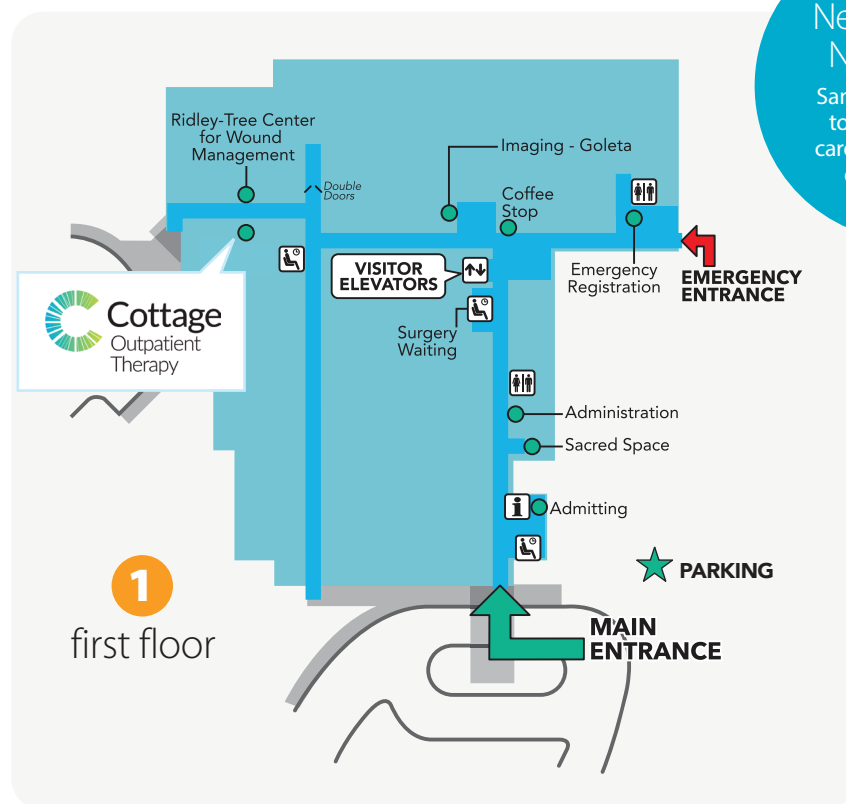 Ridley-Tree Center
for Wound
Management
Double
Doors
Imaging - Goleta
Coffee
Stop
VISITOR
ELEVATORS
Emergency
Registration
EMERGENCY
ENTRANCE
Cottage
Outpatient
Therapy
Surgery
Waiting
Administration
Sacred Space
i
Admitting
PARKING
1
first floor
MAIN
ENTRANCE